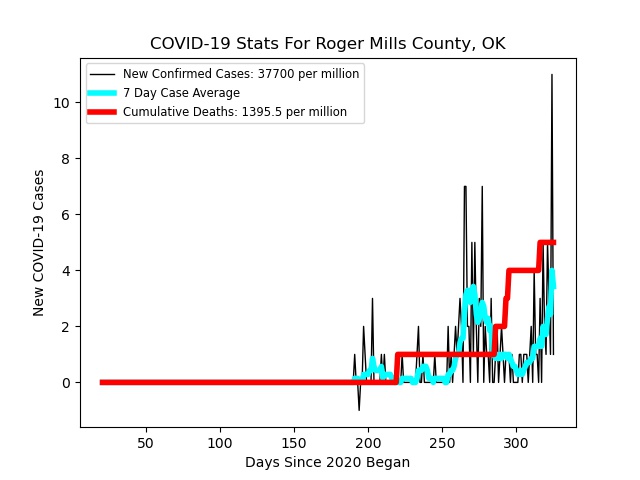 COVID-19 Stats For Roger Mills County, OK
New Confirmed Cases: 37700 per million
7 Day Case Average
Cumulative Deaths: 1395.5 per million
New COVID-19 Cases
10
8
6
4
2
0
50 100 150 200 250 300
Days Since 2020 Began